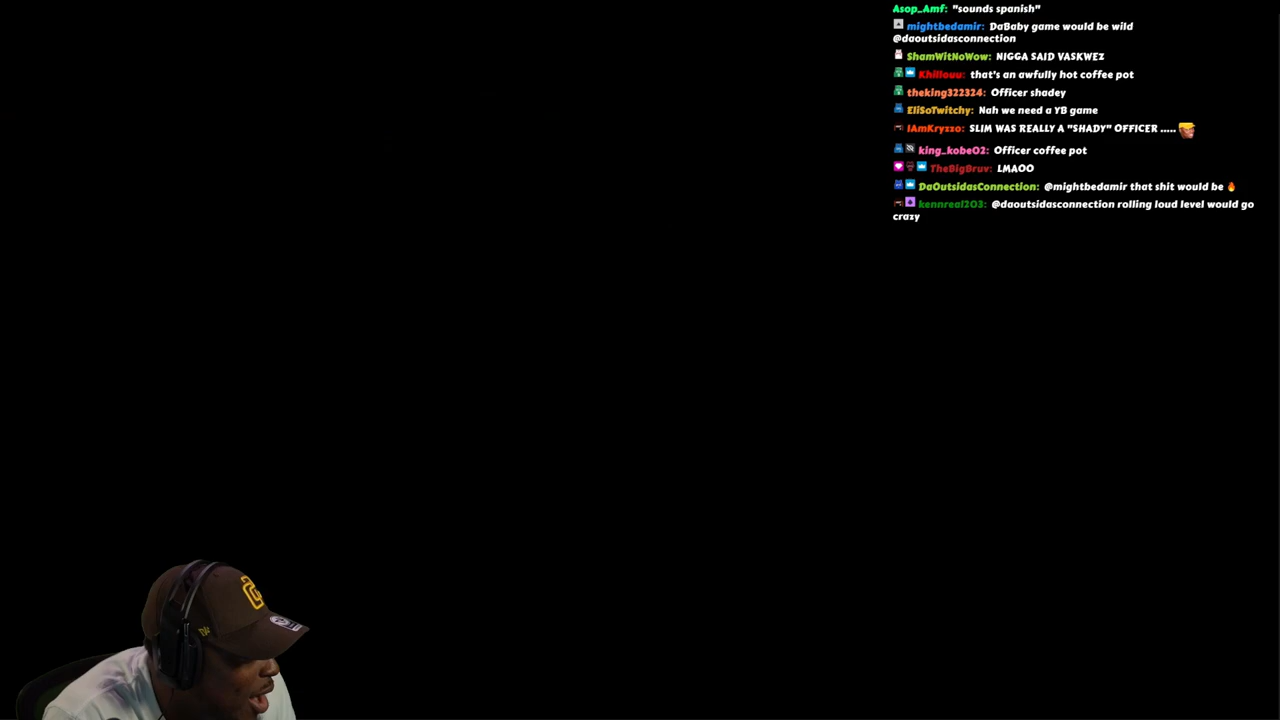 Asop_Amf: "sounds spanish"
mightbedamir: DaBaby game would be wild
@daoutsidasconnection
ShamWitNoWow: NIGGA SAID VASKWEZ
Khillouu: that's an awfully hot coffee pot
theking322324: Officer shadey
EliSoTwitchy: Nah we need a YB game
IAmKryzzo: SLIM WAS REALLY A "SHADY" OFFICER .....
king_kobe02: Officer coffee pot
TheBigBruv: LMAOO
DaOutsidasConnection: @mightbedamir that shit would be 🔥
kennreal203: @daoutsidasconnection rolling loud level would go
crazy